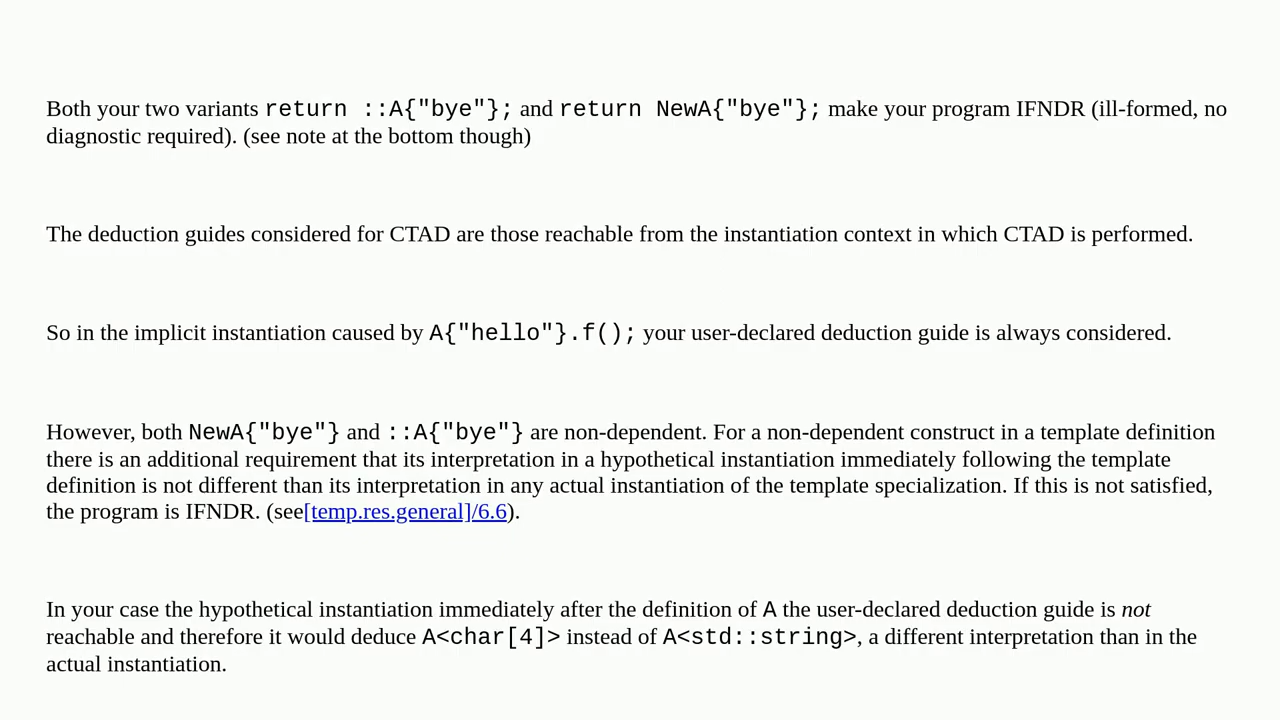 Both your two variants return ::A{"bye"}; and return NewA{"bye"}; make your program IFNDR (ill-formed, no
diagnostic required). (see note at the bottom though)
The deduction guides considered for CTAD are those reachable from the instantiation context in which CTAD is performed.
So in the implicit instantiation caused by A{"hello"}.f(); your user-declared deduction guide is always considered.
However, both NewA{"bye"} and ::A{"bye"} are non-dependent. For a non-dependent construct in a template definition
there is an additional requirement that its interpretation in a hypothetical instantiation immediately following the template
definition is not different than its interpretation in any actual instantiation of the template specialization. If this is not satisfied,
the program is IFNDR. (see[temp.res.general]/6.6).
In your case the hypothetical instantiation immediately after the definition of A the user-declared deduction guide is not
reachable and therefore it would deduce A<char[4]> instead of A<std::string>, a different interpretation than in the
actual instantiation.